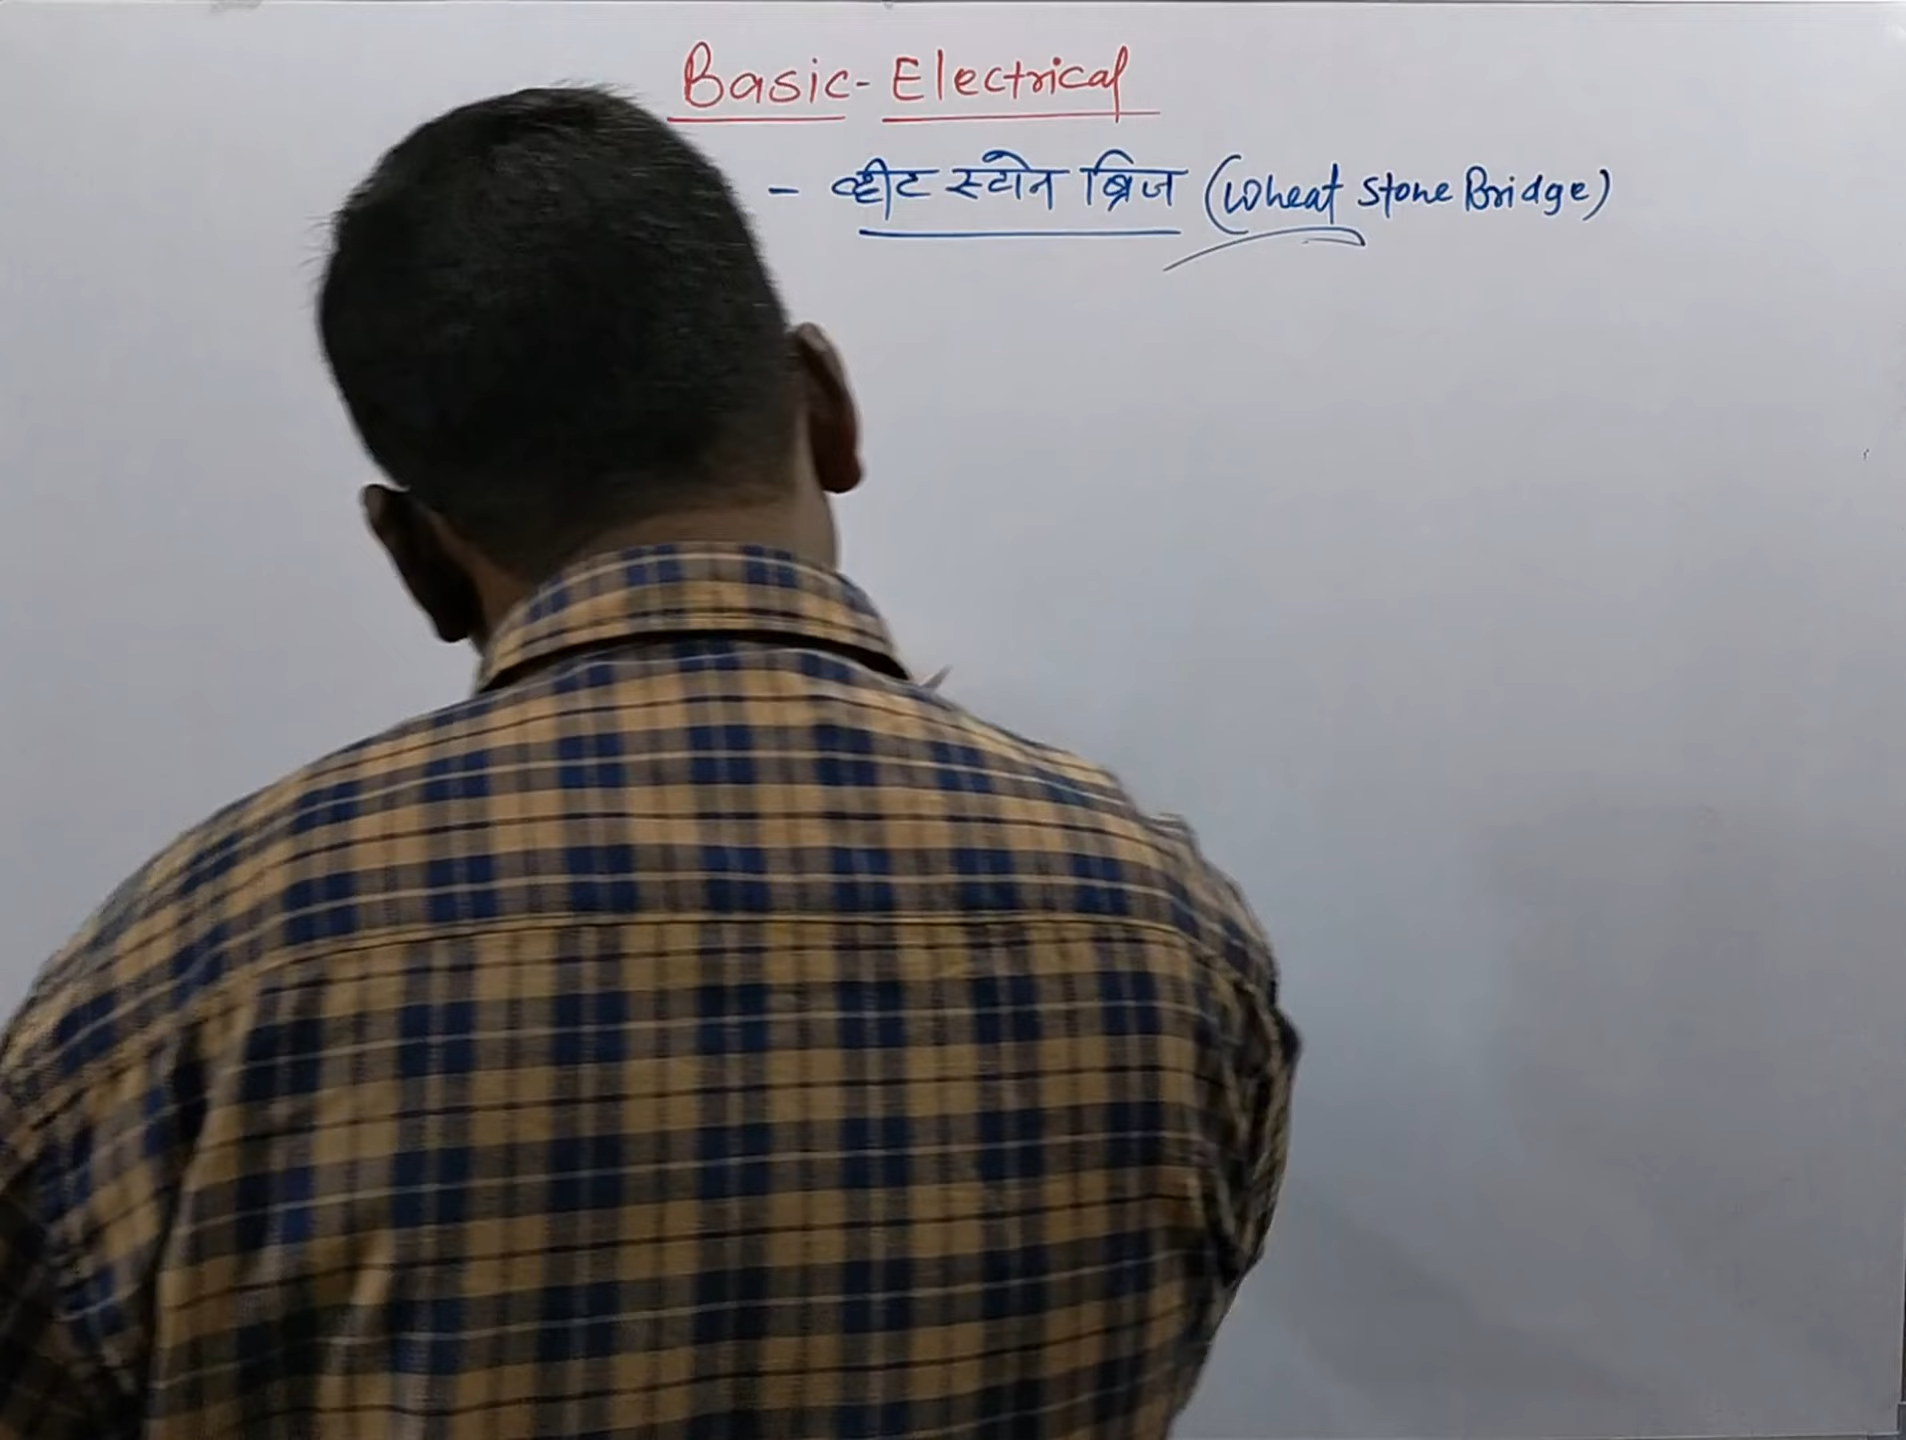 Basic-Electrical
- व्हीट स्टोन ब्रिज (Wheat Stone Bridge)